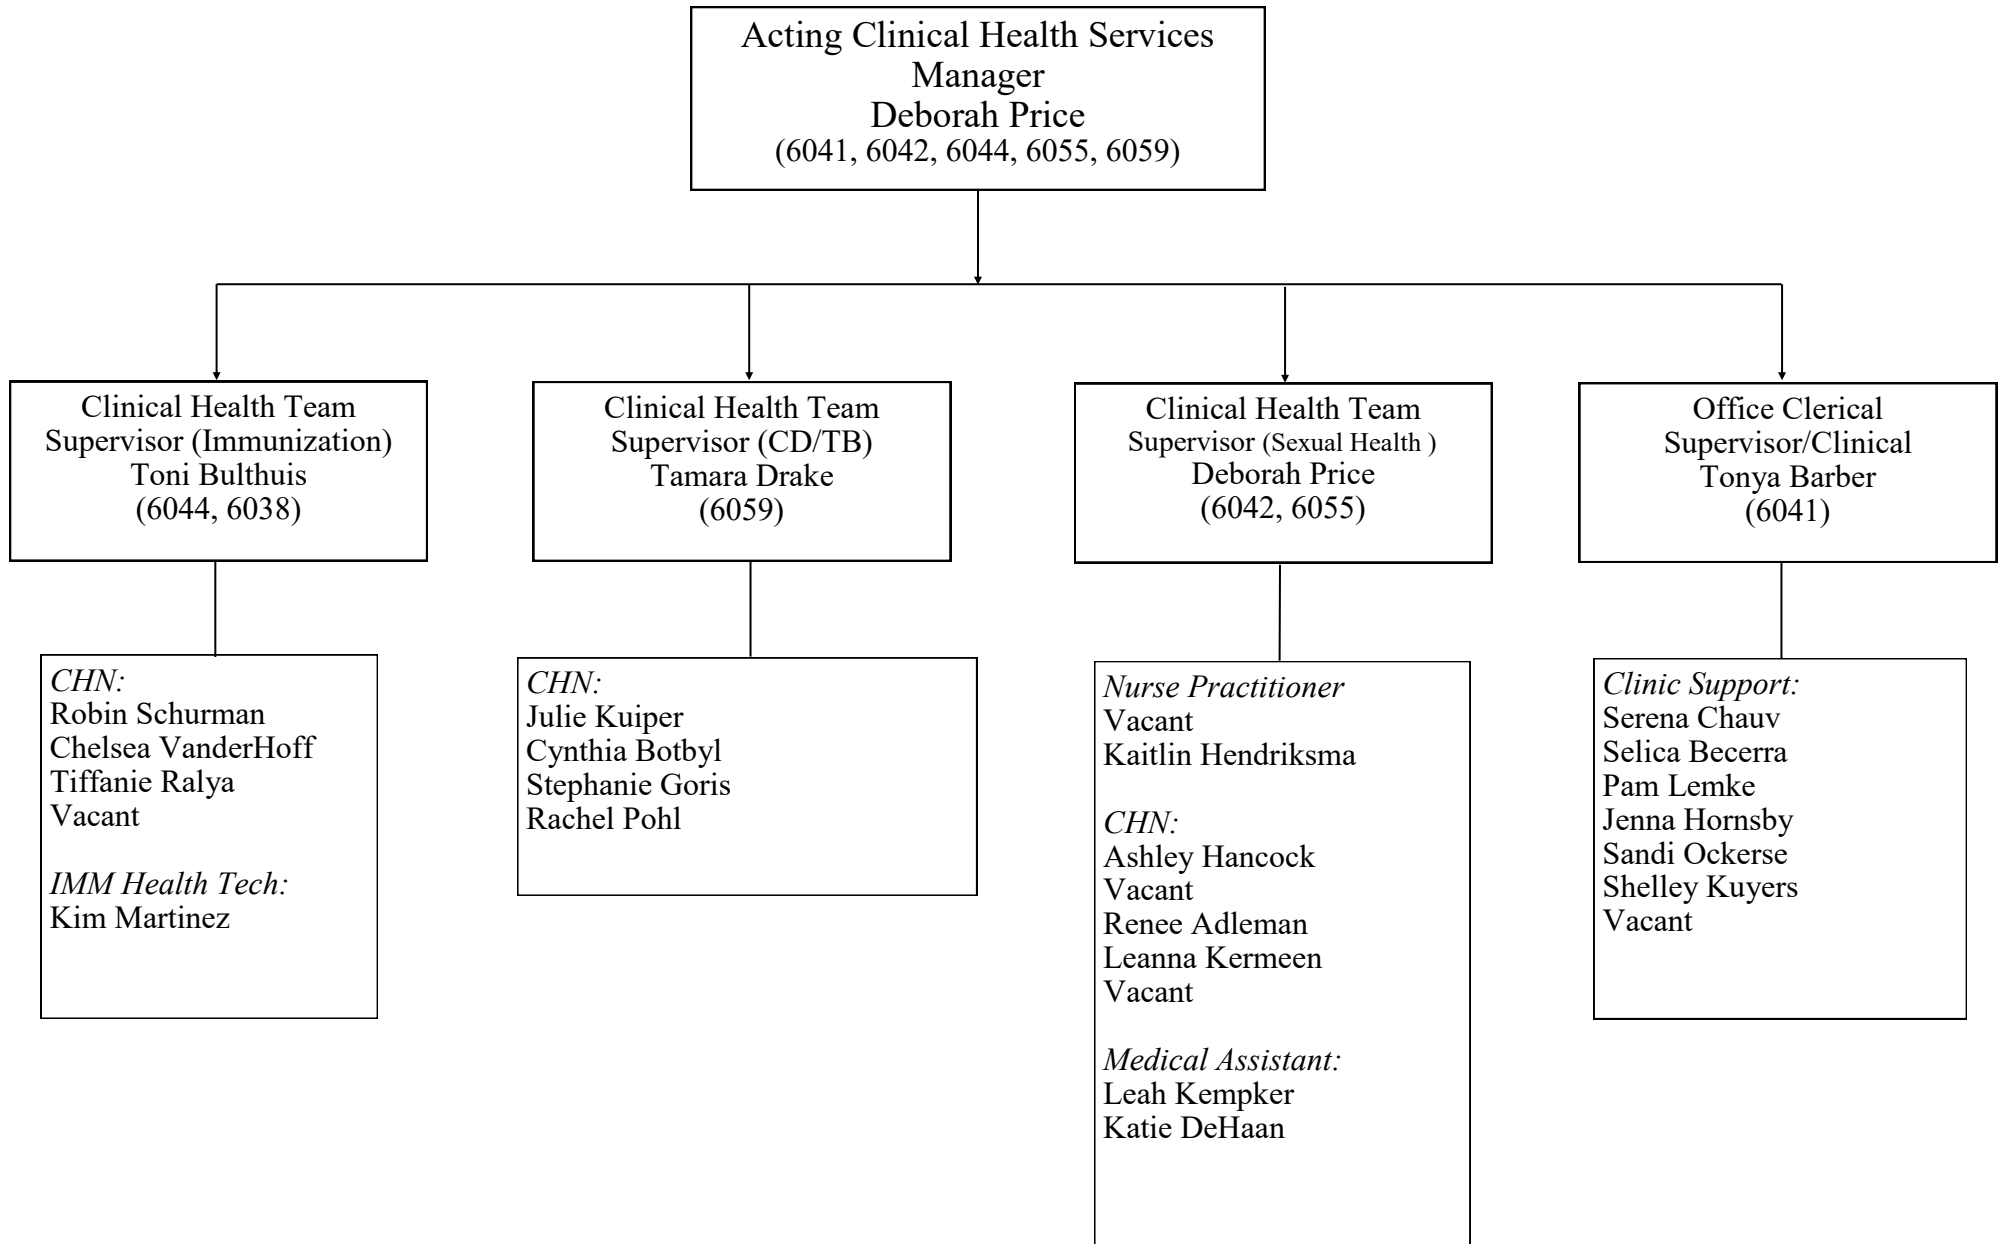 Acting Clinical Health Services
Manager
Deborah Price
(6041, 6042, 6044, 6055, 6059)
Clinical Health Team
Supervisor (Immunization)
Toni Bulthuis
(6044, 6038)
Clinical Health Team
Supervisor (CD/TB)
Tamara Drake
(6059)
Clinical Health Team
Supervisor (Sexual Health )
Deborah Price
(6042, 6055)
Office Clerical
Supervisor/Clinical
Tonya Barber
(6041)
CHN:
Robin Schurman
Chelsea VanderHoff
Tiffanie Ralya
Vacant
IMM Health Tech:
Kim Martinez
CHN:
Julie Kuiper
Cynthia Botbyl
Stephanie Goris
Rachel Pohl
Nurse Practitioner
Vacant
Kaitlin Hendriksma
CHN:
Ashley Hancock
Vacant
Renee Adleman
Leanna Kermeen
Vacant
Medical Assistant:
Leah Kempker
Katie DeHaan
Clinic Support:
Serena Chauv
Selica Becerra
Pam Lemke
Jenna Hornsby
Sandi Ockerse
Shelley Kuyers
Vacant